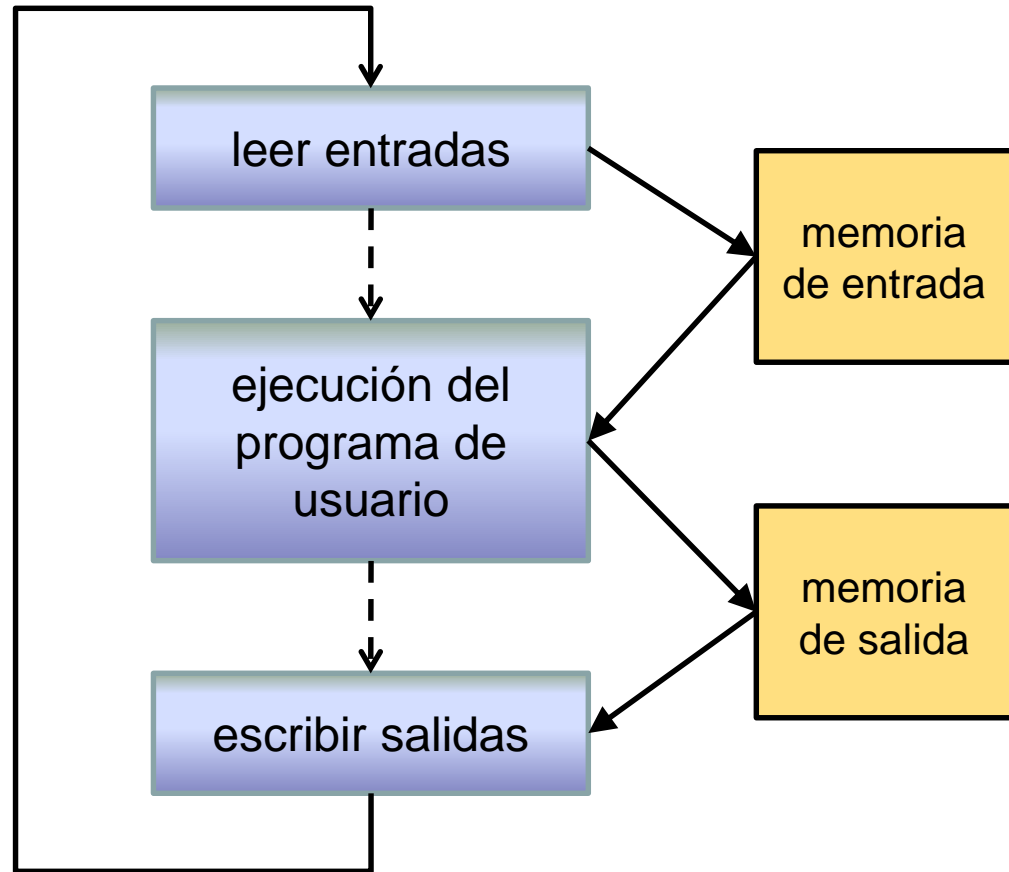 leer entradas
memoria
de entrada
ejecución del
programa de
usuario
memoria
de salida
escribir salidas